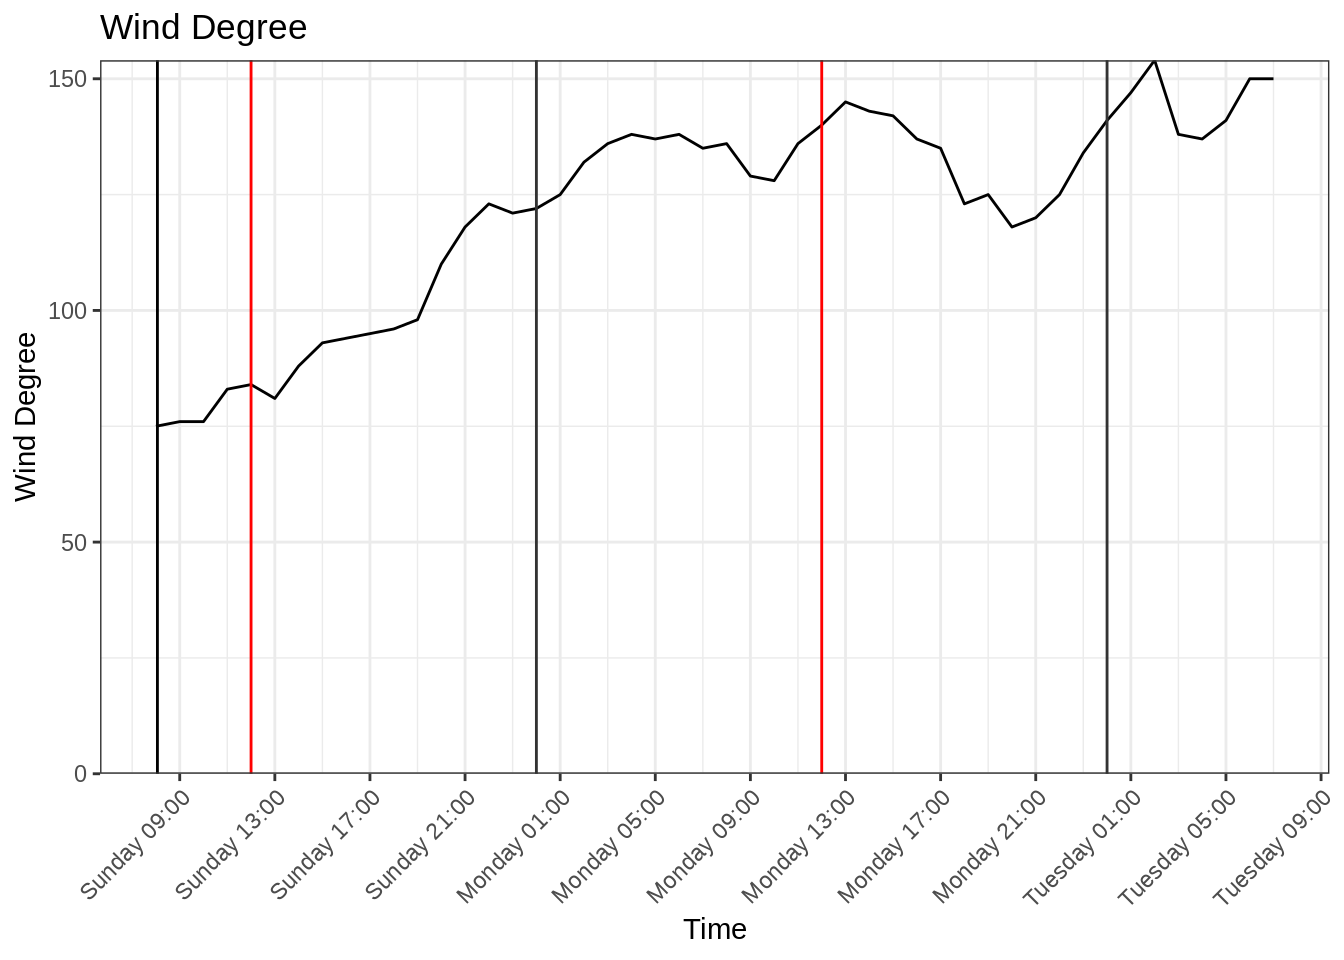 Wind Degree
Wind Degree
150
100
50
0
Sunday 09:00
Sunday 13:00
Sunday 17:00
Sunday 21:00
Monday 01:00
Monday 05:00
Monday 09:00
Monday 13:00
Monday 17:00
Monday 21:00
Tuesday 01:00
Tuesday 05:00
Tuesday 09:00
Time